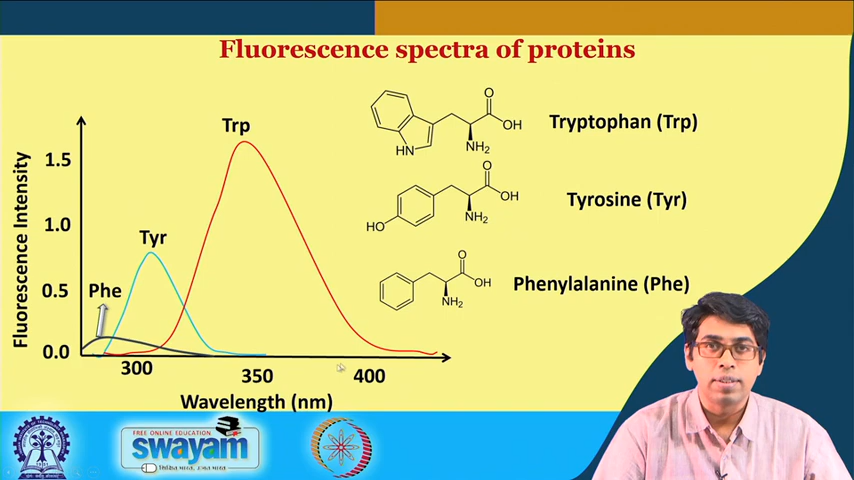 Fluorescence spectra of proteins
Fluorescence Intensity
1.5
1.0
0.5
0.0
Trp
Tyr
Phe
300
350
400
Wavelength (nm)
O
OH
NH₂
HN
Tryptophan (Trp)
O
OH
NH₂
HO
Tyrosine (Tyr)
O
OH
NH₂
Phenylalanine (Phe)
FREE ONLINE EDUCATION
swayam
1951